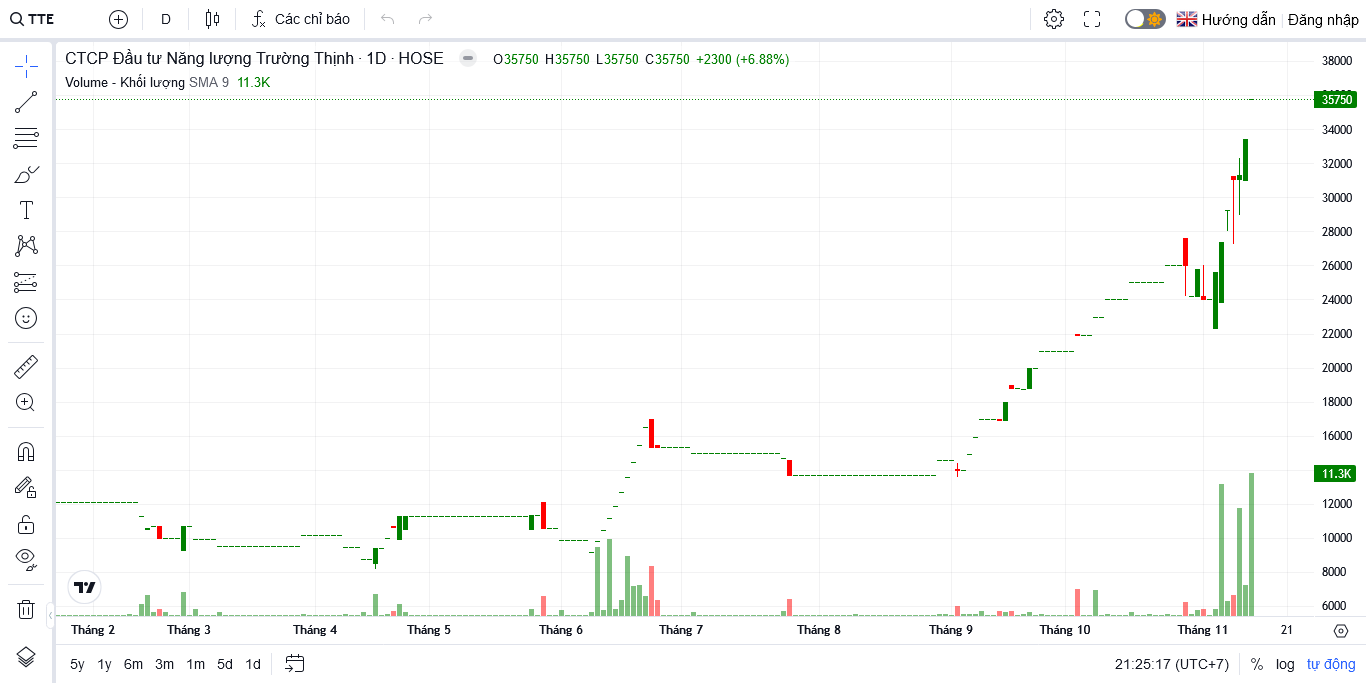 TTE D Các chỉ báo Hướng dẫn Đăng nhập
CTCP Đầu tư Năng lượng Trường Thịnh · 1D · HOSE O35750 H35750 L35750 C35750 +2300 (+6.88%)
Volume - Khối lượng SMA 9 11.3K
38000
35750
34000
32000
30000
28000
26000
24000
22000
20000
18000
16000
11.3K
12000
10000
8000
6000
Tháng 2 Tháng 3 Tháng 4 Tháng 5 Tháng 6 Tháng 7 Tháng 8 Tháng 9 Tháng 10 Tháng 11 21
5y 1y 6m 3m 1m 5d 1d 21:25:17 (UTC+7) % log tự động